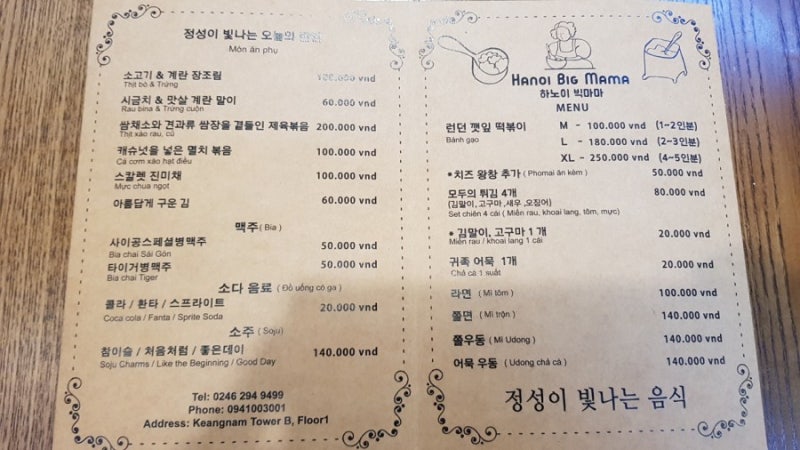 정성이 빛나는 오늘의
Món ăn phụ
소고기 & 계란 장조림
Thịt bò & Trứng
시금치 & 맛살 계란 말이 60.000 vnd
Rau bina & Trứng cuộn
쌈채소와 견과류 쌈장을 곁들인 제육볶음 200.000 vnd
Thịt xào rau, củ
캐슈넛을 넣은 멸치 볶음 100.000 vnd
Cá cơm xào hạt điều
스칼렛 진미채 100.000 vnd
Mực chua ngọt
아름답게 구운 김 60.000 vnd
맥주 ( Bia )
사이공스페셜병맥주 50.000 vnd
Bia chai Sài Gòn
타이거병맥주 50.000 vnd
Bia chai Tiger
소다 음료 ( Đồ uống có ga )
콜라 / 환타 / 스프라이트 20.000 vnd
Coca cola / Fanta / Sprite Soda
소주 ( Soju )
참이슬 / 처음처럼 / 좋은데이 140.000 vnd
Soju Charms / Like the Beginning / Good Day
Tel: 0246 294 9499
Phone: 0941003001
Address: Keangnam Tower B, Floor1
HANOI BIG MAMA
하노이 빅마마
MENU
런던 깻잎 떡볶이 M - 100.000 vnd (1~2인분)
Bánh gạo L - 180.000 vnd (2~3인분)
XL - 250.000 vnd (4~5인분)
* 치즈 왕창 추가 ( Phomai ăn kèm ) 50.000 vnd
모두의 튀김 4개 80.000 vnd
(김말이, 고구마 ,새우 ,오징어)
Set chiên 4 cái ( Miến rau, khoai lang, tôm, mực)
* 김말이, 고구마 1 개 20.000 vnd
Miến rau / khoai lang 1 cái
귀족 어묵 1개 20.000 vnd
Chả cá 1 suất
라면 ( Mì tôm ) 100.000 vnd
쫄면 ( Mì trộn ) 140.000 vnd
쫄우동 ( Mì Udong ) 140.000 vnd
어묵 우동 ( Udong chả cá ) 140.000 vnd
정성이 빛나는 음식